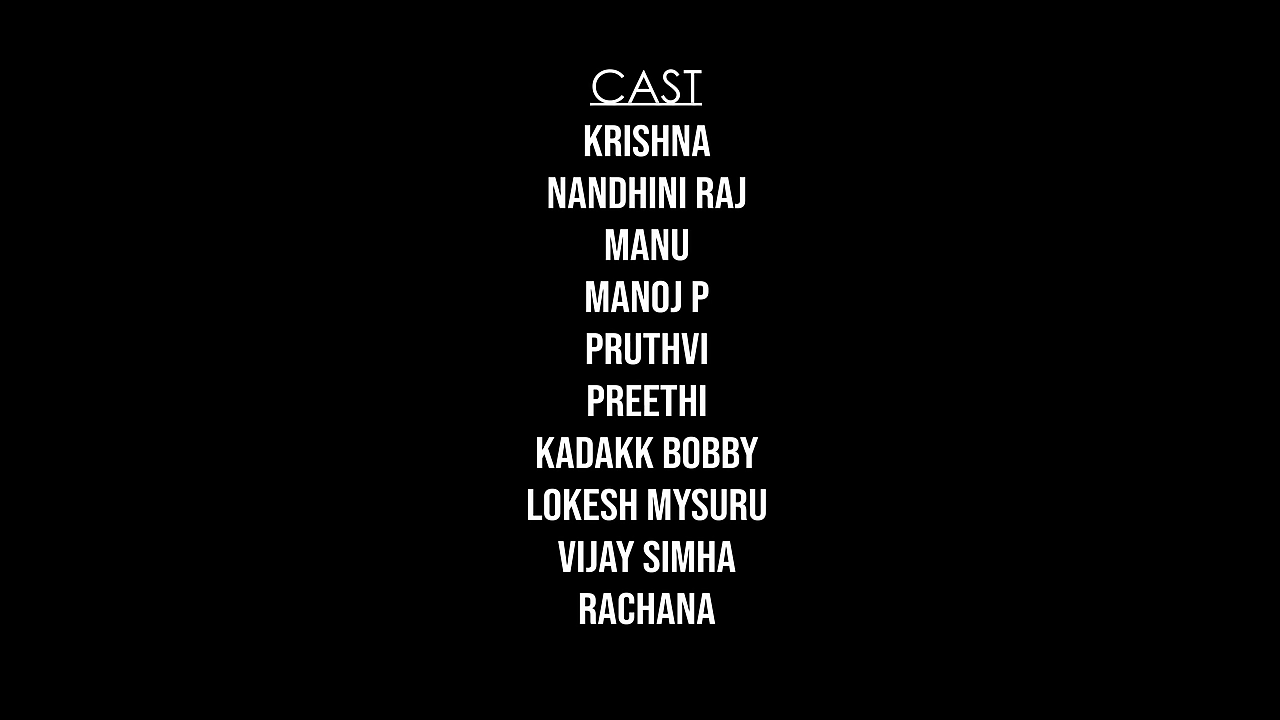 CAST
KRISHNA
NANDHINI RAJ
MANU
MANOJ P
PRUTHVI
PREETHI
KADAKK BOBBY
LOKESH MYSURU
VIJAY SIMHA
RACHANA